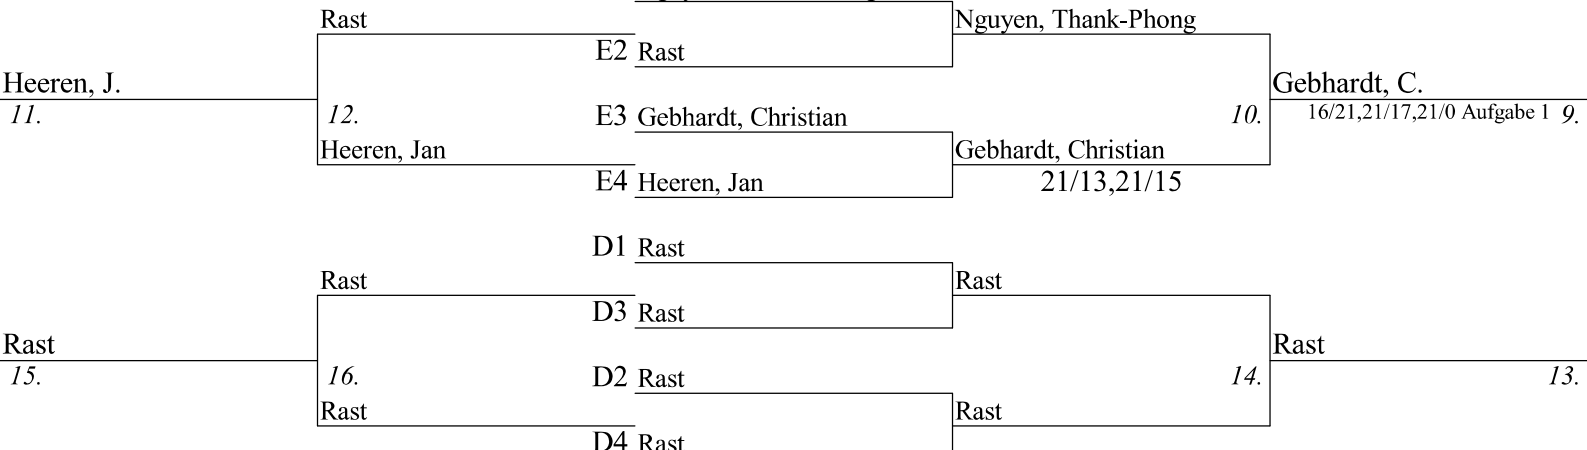 Rast
Nguyen, Thank-Phong
E2 Rast
Heeren, J.
Gebhardt, C.
11.
12.
E3 Gebhardt, Christian
10.
16/21,21/17,21/0 Aufgabe 1 9.
Heeren, Jan
Gebhardt, Christian
E4 Heeren, Jan
21/13,21/15
D1 Rast
Rast
Rast
D3 Rast
Rast
Rast
15.
16.
D2 Rast
14.
13.
Rast
Rast
D4 Rast